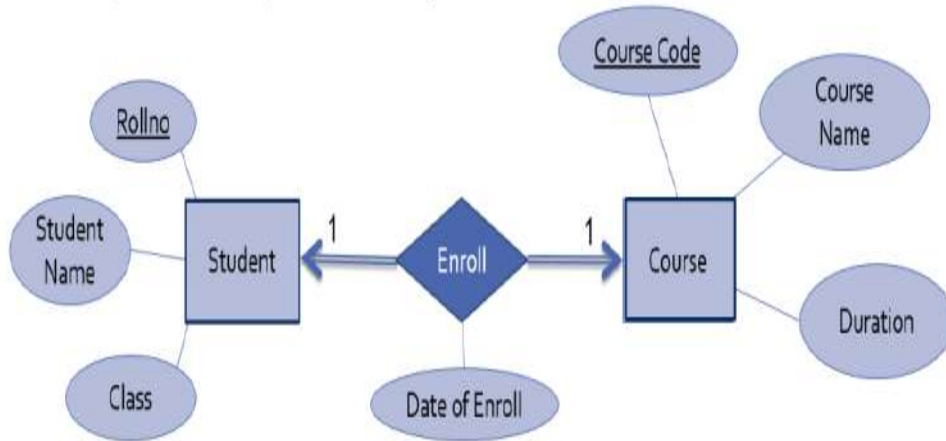 Course Code
Course
Name
Rollno
Student
Name
Student
1
Enroll
1
Course
Duration
Class
Date of Enroll